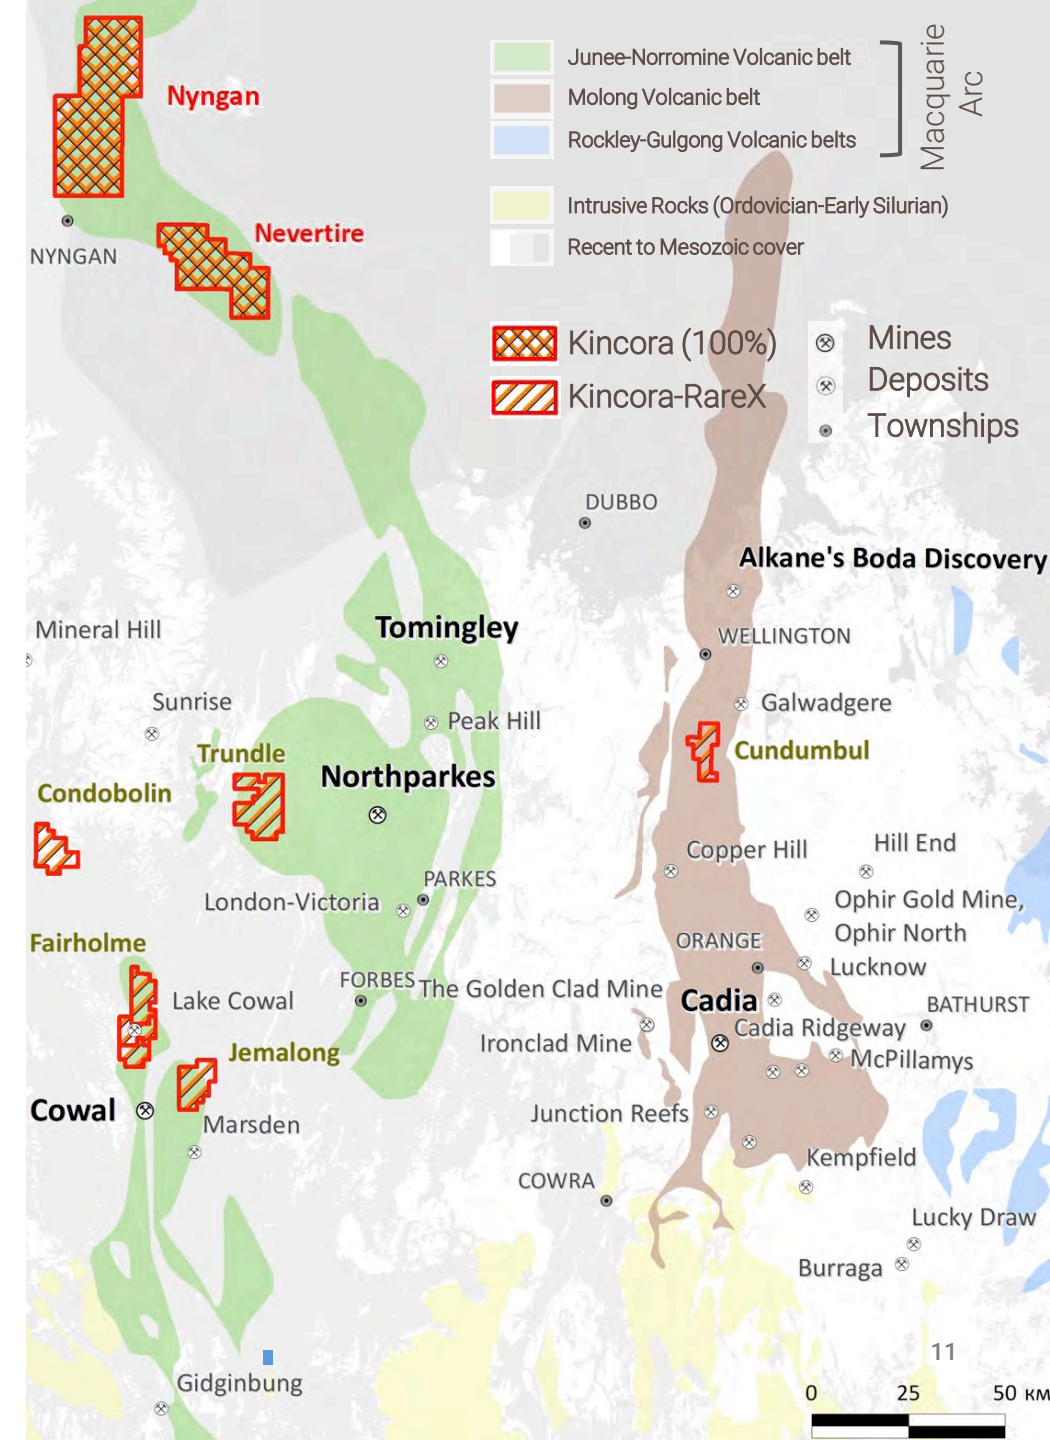 Junee-Norromine Volcanic belt
Molong Volcanic belt
Rockley-Gulgong Volcanic belts
Macquarie
Arc
Intrusive Rocks (Ordovician-Early Silurian)
Recent to Mesozoic cover
Kincora (100%)
Kincora-RareX
Mines
Deposits
Townships
Nyngan
NYNGAN
Nevertire
DUBBO
Alkane's Boda Discovery
Mineral Hill
Tomingley
WELLINGTON
Sunrise
Galwadgere
Peak Hill
Trundle
Cundumbul
Northparkes
Condobolin
Copper Hill
Hill End
PARKES
London-Victoria
Ophir Gold Mine,
Ophir North
Fairholme
ORANGE
Lucknow
FORBES
The Golden Clad Mine
Lake Cowal
Cadia
BATHURST
Cadia Ridgeway
Ironclad Mine
Jemalong
McPillamys
Cowal
Junction Reefs
Marsden
Kempfield
COWRA
Lucky Draw
Burraga
11
Gidginbung
0 25 50 км